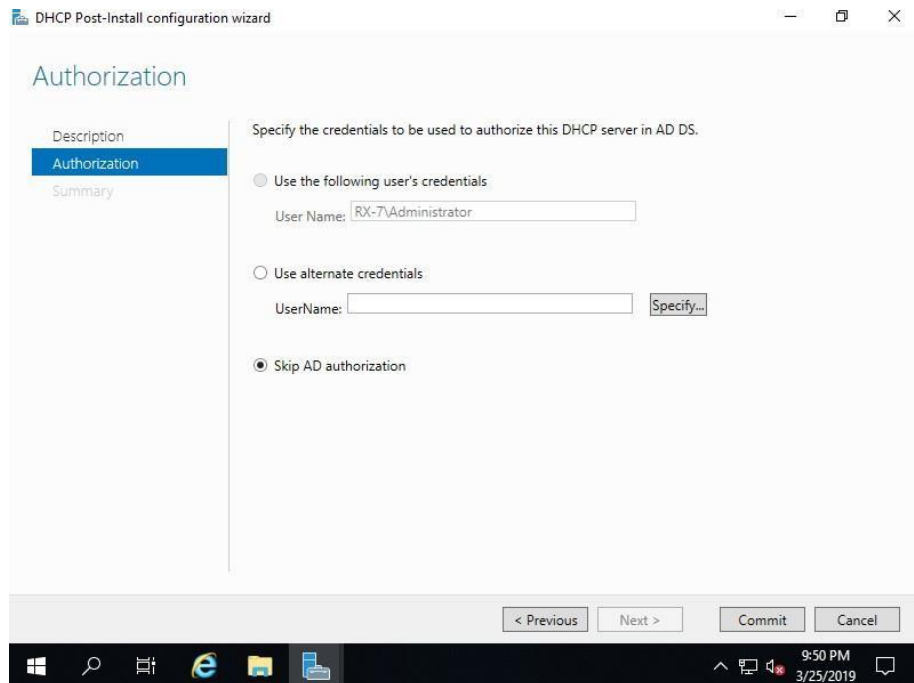 DHCP Post-Install configuration wizard
Authorization
Description
Authorization
Summary
Specify the credentials to be used to authorize this DHCP server in AD DS.
Use the following user's credentials
User Name: RX-7\Administrator
Use alternate credentials
UserName:
Specify...
Skip AD authorization
< Previous
Next >
Commit
Cancel
9:50 PM
3/25/2019